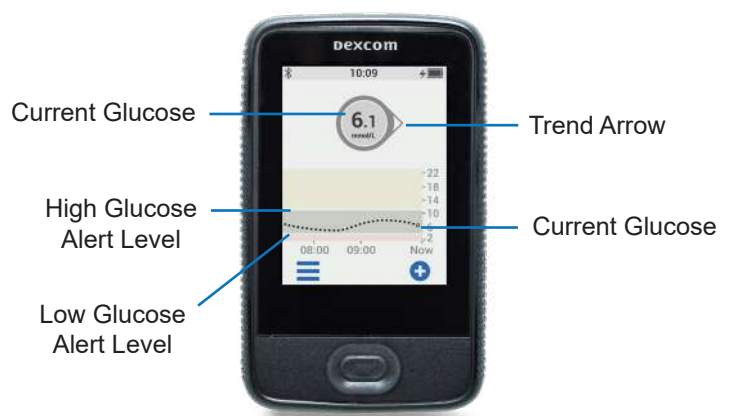 Dexcom
10:09
Current Glucose
6.1
mmol/L
Trend Arrow
22
18
14
High Glucose
Alert Level
10
6
Current Glucose
2
08:00 09:00 Now
Low Glucose
Alert Level